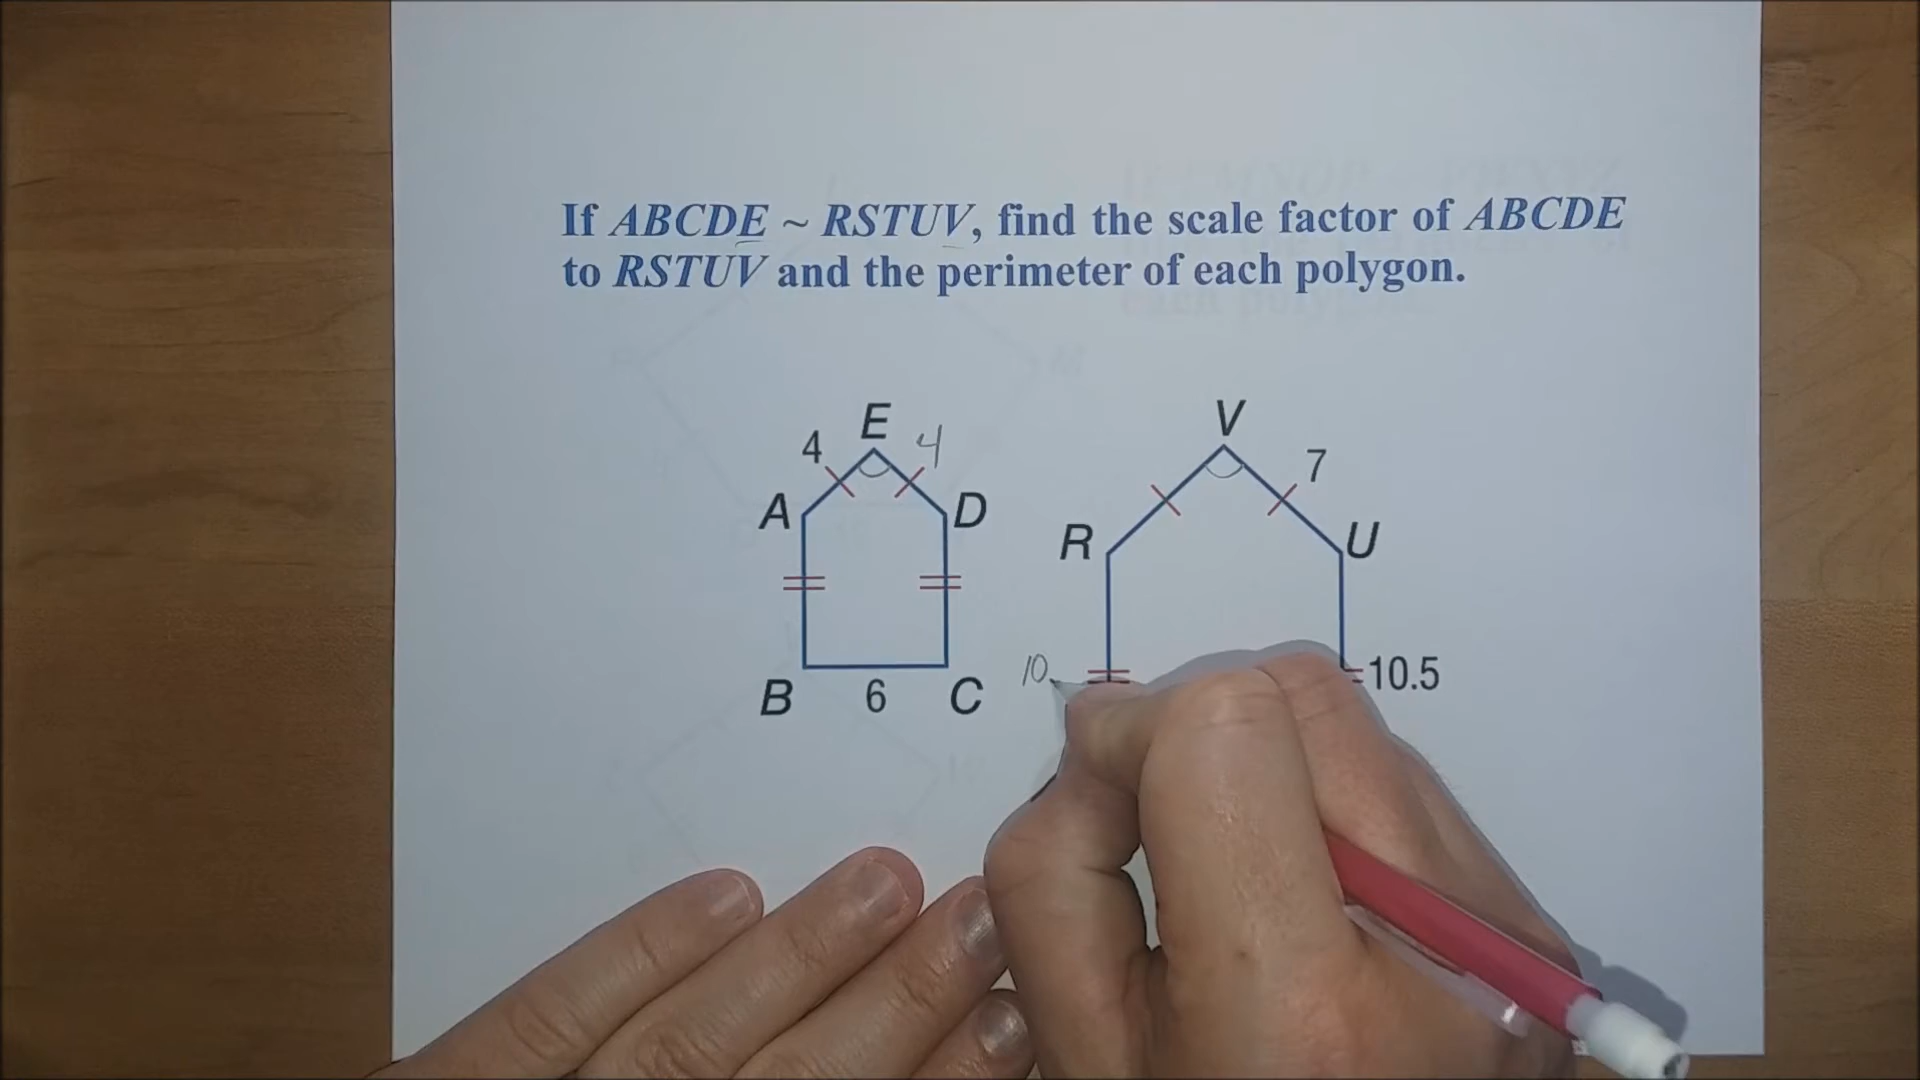 If ABCDE ~ RSTUV, find the scale factor of ABCDE
to RSTUV and the perimeter of each polygon.
E
V
4
4
7
A
D
R
U
10.
10.5
B
6
C